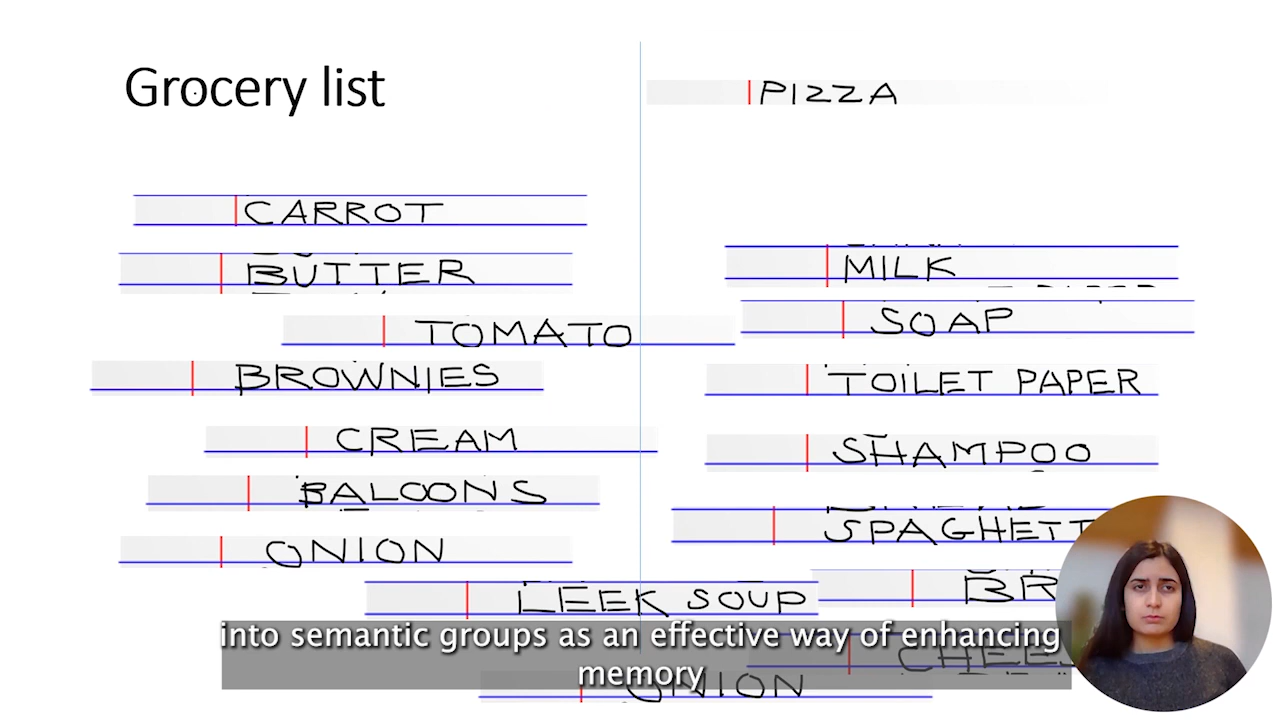 Grocery list
PIZZA
CARROT
BUTTER
TOMATO
BROWNIES
CREAM
BALOONS
ONION
MILK
SOAP
TOILET PAPER
SHAMPOO
LEEK SOUP
ONION
into semantic groups as an effective way of enhancing
memory